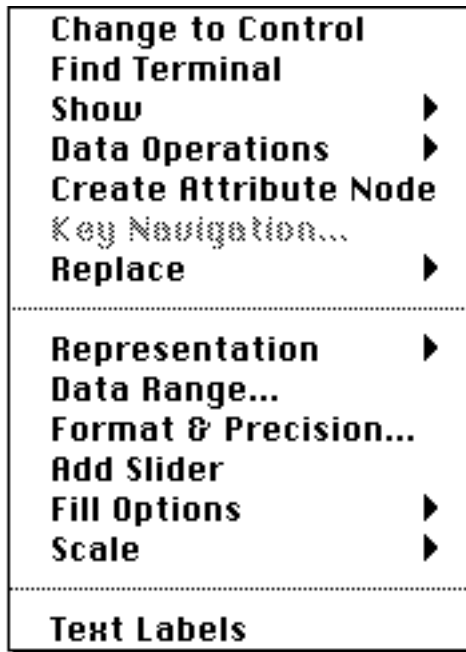 Change to Control
Find Terminal
Show
Data Operations
Create Attribute Node
Key Navigation...
Replace
Representation
Data Range...
Format & Precision...
Add Slider
Fill Options
Scale
Text Labels